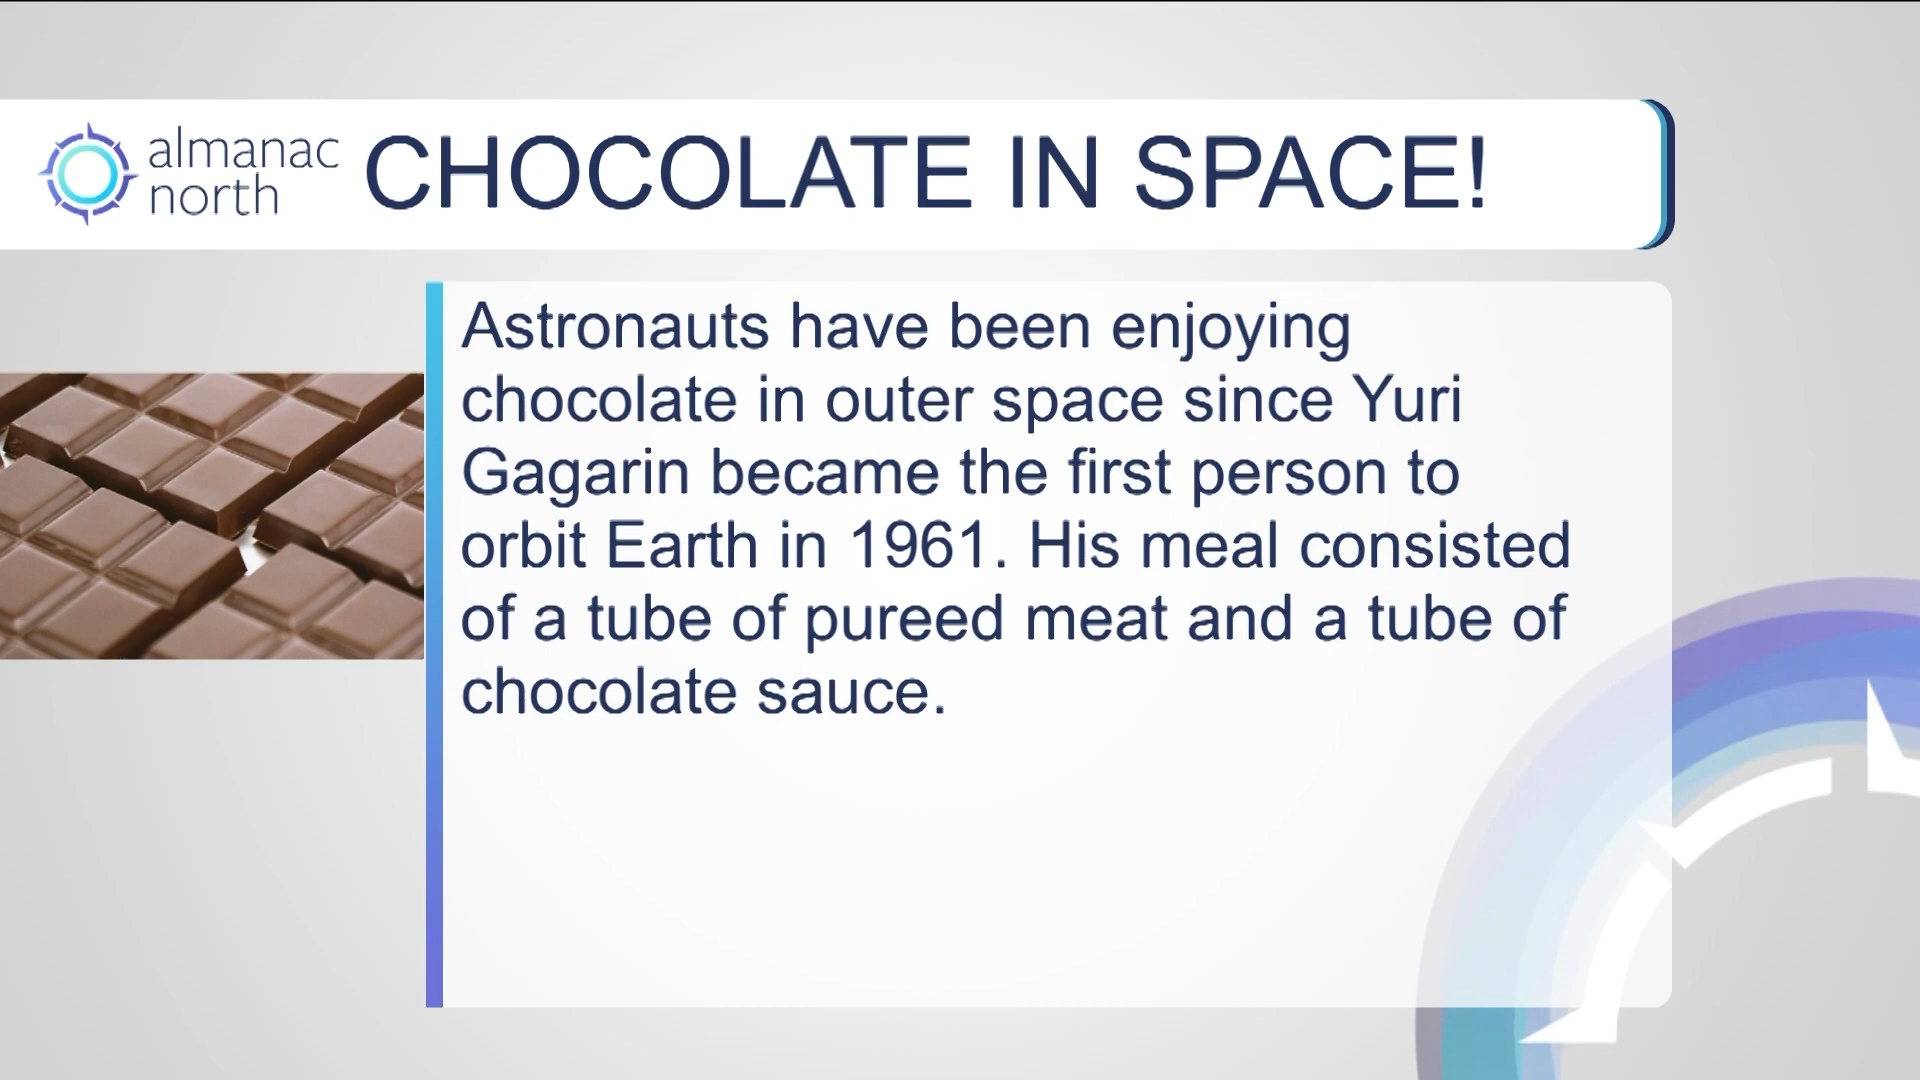 almanac
north
CHOCOLATE IN SPACE!
Astronauts have been enjoying
chocolate in outer space since Yuri
Gagarin became the first person to
orbit Earth in 1961. His meal consisted
of a tube of pureed meat and a tube of
chocolate sauce.